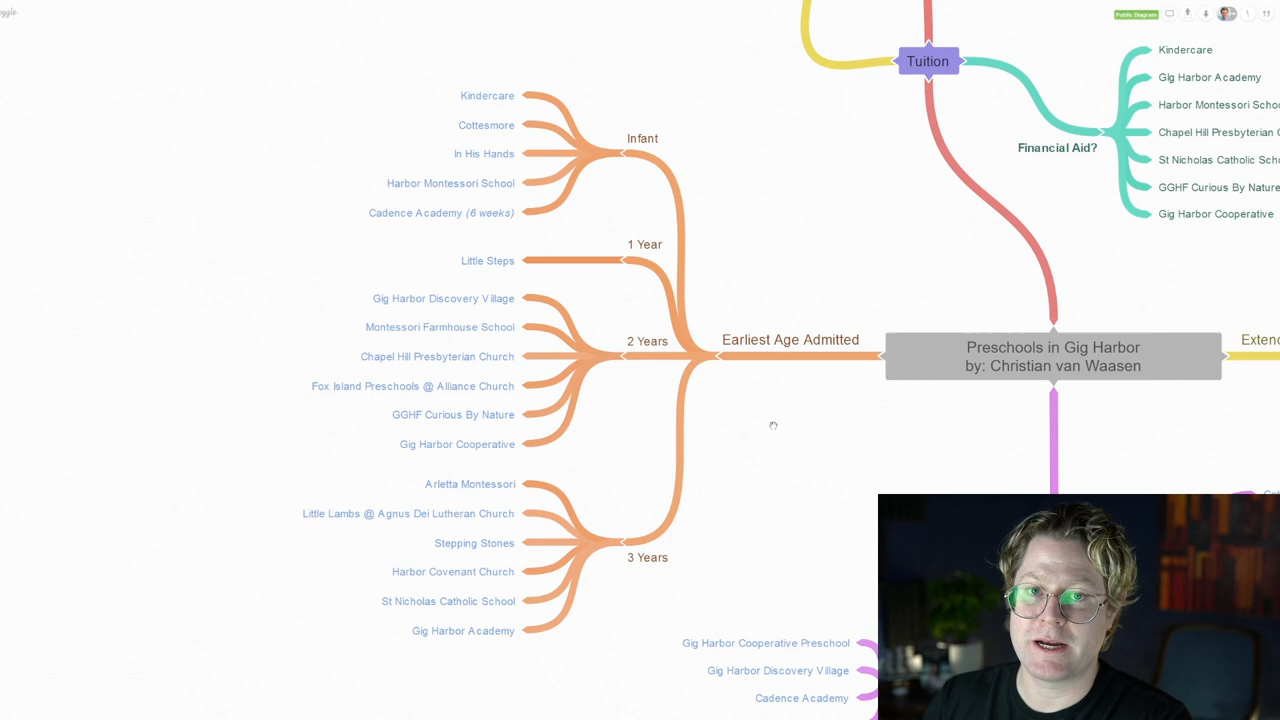 Public Diagram
Tuition
Financial Aid?
Kindercare
Gig Harbor Academy
Harbor Montessori
Chapel Hill Presbyterian
St Nicholas Catholic
GGHF Curious By Nature
Gig Harbor Cooperative
Infant
Kindercare
Cottesmore
In His Hands
Harbor Montessori School
Cadence Academy (6 weeks)
1 Year
Little Steps
2 Years
Gig Harbor Discovery Village
Montessori Farmhouse School
Chapel Hill Presbyterian Church
Fox Island Preschools @ Alliance Church
GGHF Curious By Nature
Gig Harbor Cooperative
Earliest Age Admitted
Preschools in Gig Harbor
by: Christian van Waasen
3 Years
Arletta Montessori
Little Lambs @ Agnus Dei Lutheran Church
Stepping Stones
Harbor Covenant Church
St Nicholas Catholic School
Gig Harbor Academy
Gig Harbor Cooperative Preschool
Gig Harbor Discovery Village
Cadence Academy